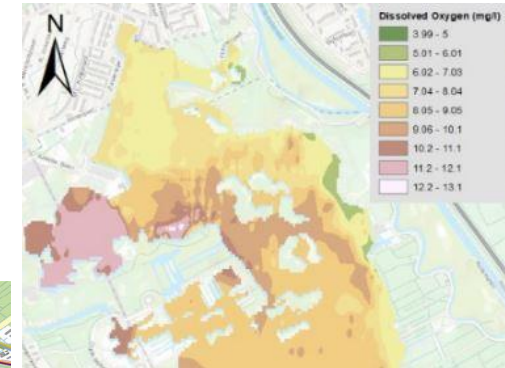 N
Dissolved Oxygen (mg/l)
3.99 - 5
5.01 - 6.01
6.02 - 7.03
7.04 - 8.04
8.05 - 9.05
9.06 - 10.1
10.2 - 11.1
11.2 - 12.1
12.2 - 13.1